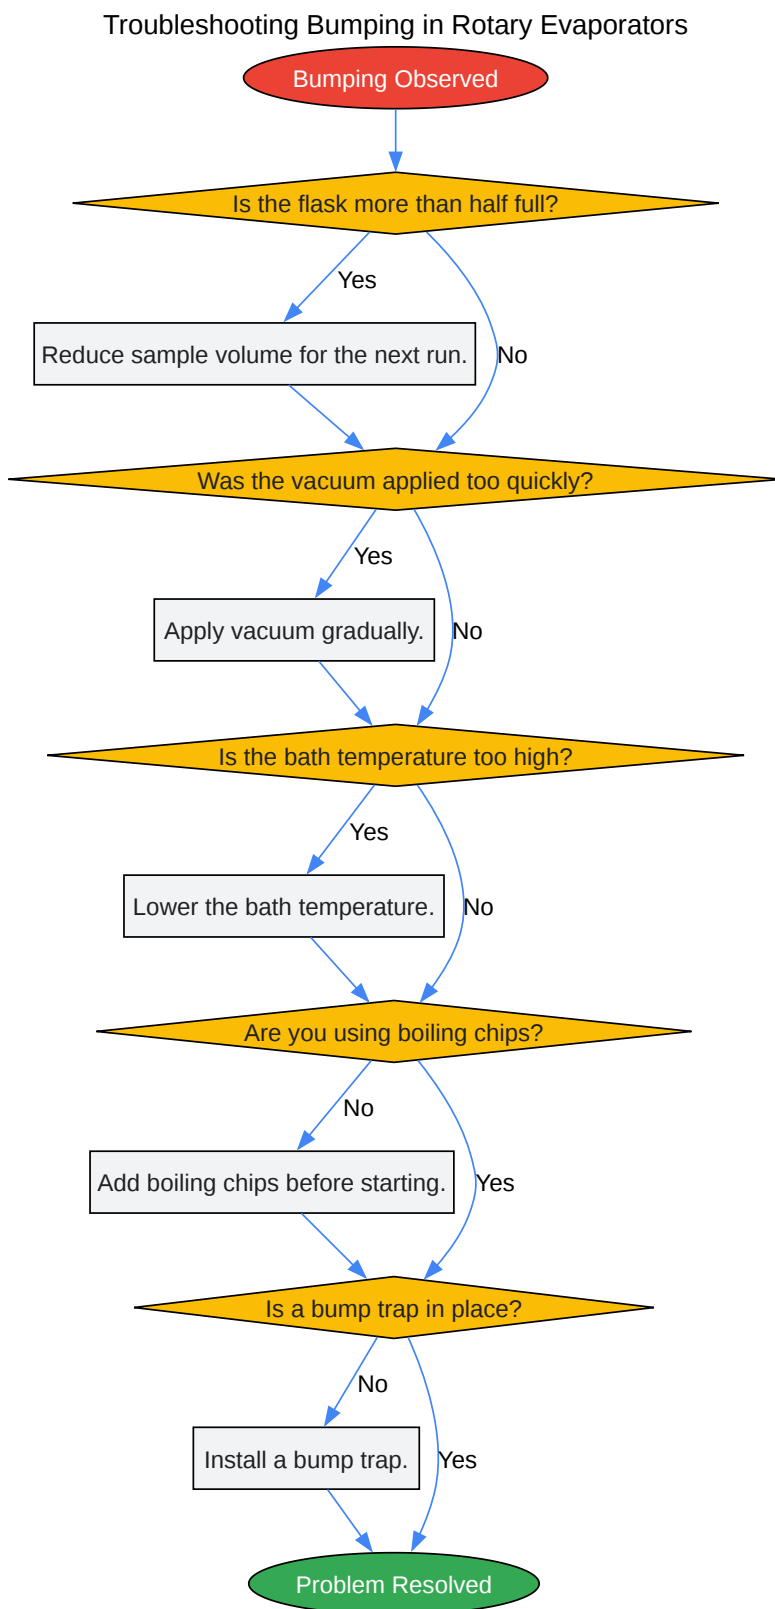 Troubleshooting Bumping in Rotary Evaporators
Bumping Observed
Is the flask more than half full?
Yes
Reduce sample volume for the next run.
No
Was the vacuum applied too quickly?
Yes
Apply vacuum gradually.
No
Is the bath temperature too high?
Yes
Lower the bath temperature.
No
Are you using boiling chips?
No
Add boiling chips before starting.
Yes
Is a bump trap in place?
No
Install a bump trap.
Yes
Problem Resolved